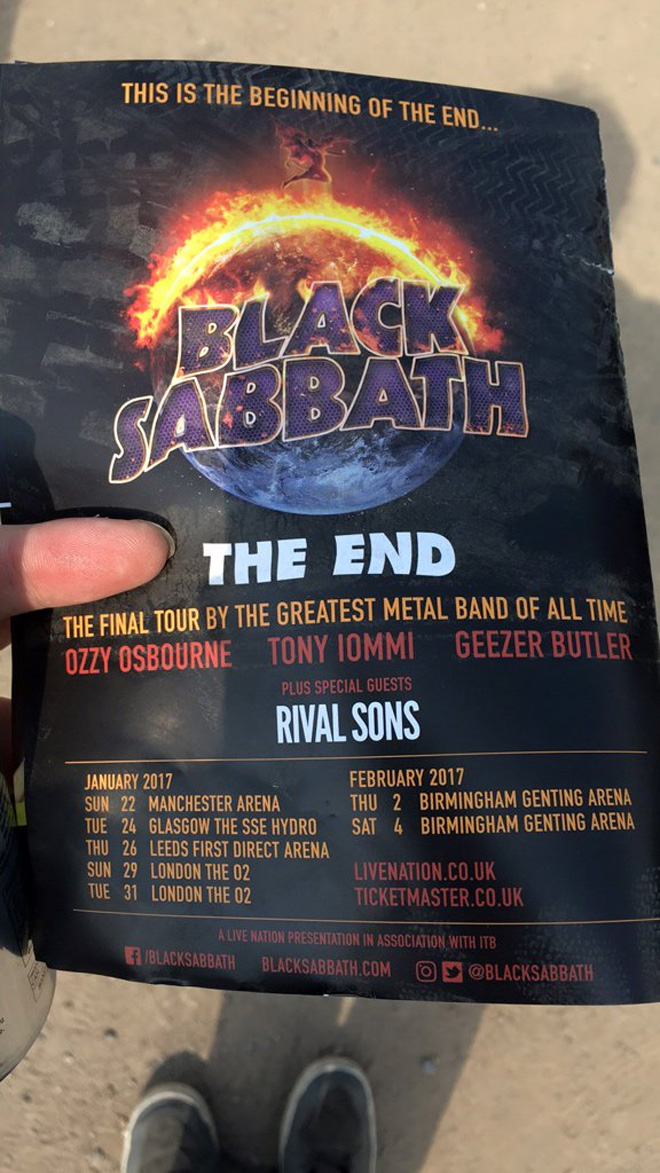 THIS IS THE BEGINNING OF THE END...
BLACK
SABBATH
THE END
THE FINAL TOUR BY THE GREATEST METAL BAND OF ALL TIME
OZZY OSBOURNE TONY IOMMI GEEZER BUTLER
PLUS SPECIAL GUESTS
RIVAL SONS
JANUARY 2017
SUN 22 MANCHESTER ARENA
TUE 24 GLASGOW THE SSE HYDRO
THU 26 LEEDS FIRST DIRECT ARENA
SUN 29 LONDON THE O2
TUE 31 LONDON THE O2
FEBRUARY 2017
THU 2 BIRMINGHAM GENTING ARENA
SAT 4 BIRMINGHAM GENTING ARENA
LIVENATION.CO.UK
TICKETMASTER.CO.UK
A LIVE NATION PRESENTATION IN ASSOCIATION WITH ITB
/BLACKSABBATH BLACKSABBATH.COM @BLACKSABBATH